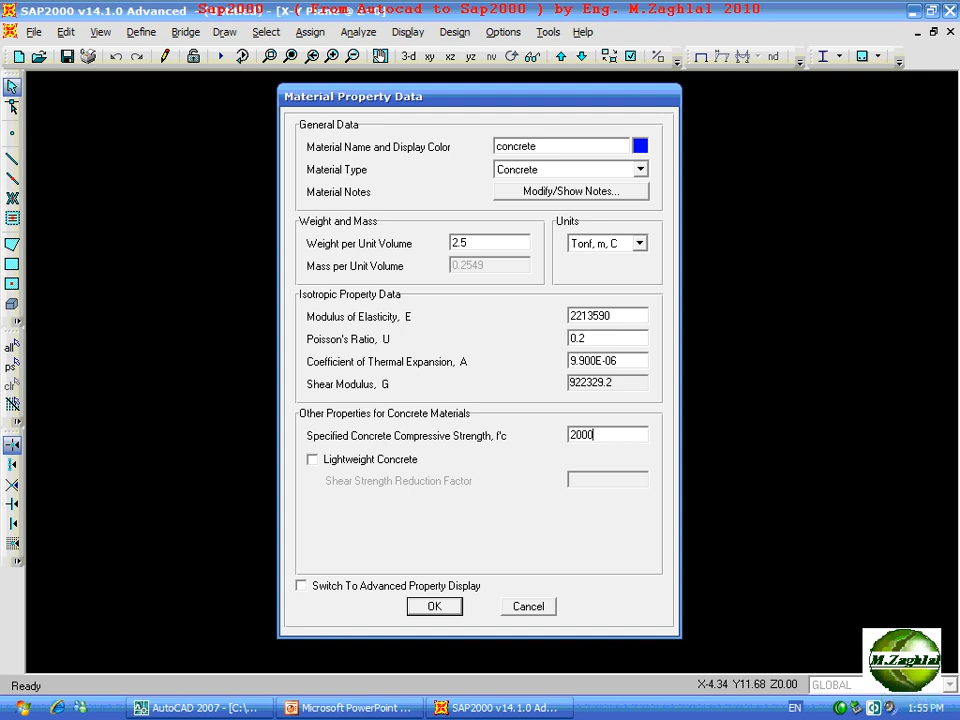 SAP2000 v14.1.0 Advanced
Sap2000 ( From Autocad to Sap2000 ) by Eng. M.Zaghlal 2010
File Edit View Define Bridge Draw Select Assign Analyze Display Design Options Tools Help
3-d xy xz yz nv nd
all
ps
clr
Material Property Data
General Data
Material Name and Display Color concrete
Material Type Concrete
Material Notes Modify/Show Notes...
Weight and Mass
Weight per Unit Volume 2.5
Mass per Unit Volume 0.2549
Units
Tonf, m, C
Isotropic Property Data
Modulus of Elasticity, E 2213590
Poisson's Ratio, U 0.2
Coefficient of Thermal Expansion, A 9.900E-06
Shear Modulus, G 922329.2
Other Properties for Concrete Materials
Specified Concrete Compressive Strength, f'c 2000
Lightweight Concrete
Shear Strength Reduction Factor
Switch To Advanced Property Display
OK Cancel
M.Zaghlal
Ready X-4.34 Y11.68 Z0.00 GLOBAL
AutoCAD 2007 - [C:\... Microsoft PowerPoint ... SAP2000 v14.1.0 Ad... EN 1:55 PM